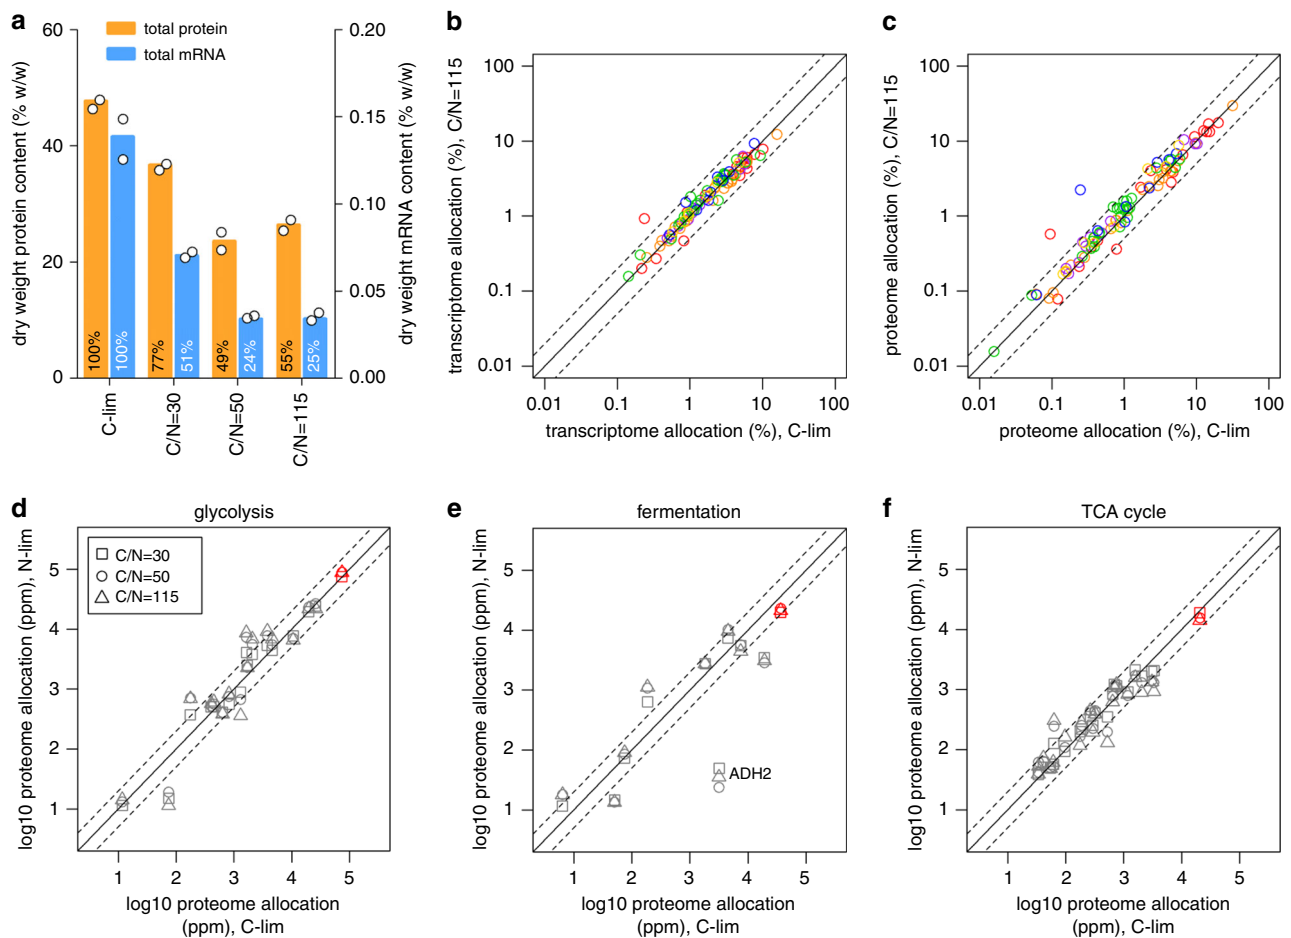 a
total protein
total mRNA
dry weight protein content (% w/w)
60
40
20
0
0.20
0.15
0.10
0.05
0.00
dry weight mRNA content (% w/w)
100%
100%
77%
51%
49%
24%
55%
25%
C-lim
C/N=30
C/N=50
C/N=115
b
transcriptome allocation (%), C/N=115
100
10
1
0.1
0.01
0.01
0.1
1
10
100
transcriptome allocation (%), C-lim
c
proteome allocation (%), C/N=115
100
10
1
0.1
0.01
0.01
0.1
1
10
100
proteome allocation (%), C-lim
d
glycolysis
C/N=30
C/N=50
C/N=115
log10 proteome allocation (ppm), N-lim
5
4
3
2
1
1
2
3
4
5
log10 proteome allocation
(ppm), C-lim
e
fermentation
log10 proteome allocation (ppm), N-lim
5
4
3
2
1
ADH2
1
2
3
4
5
log10 proteome allocation
(ppm), C-lim
f
TCA cycle
log10 proteome allocation (ppm), N-lim
5
4
3
2
1
1
2
3
4
5
log10 proteome allocation
(ppm), C-lim